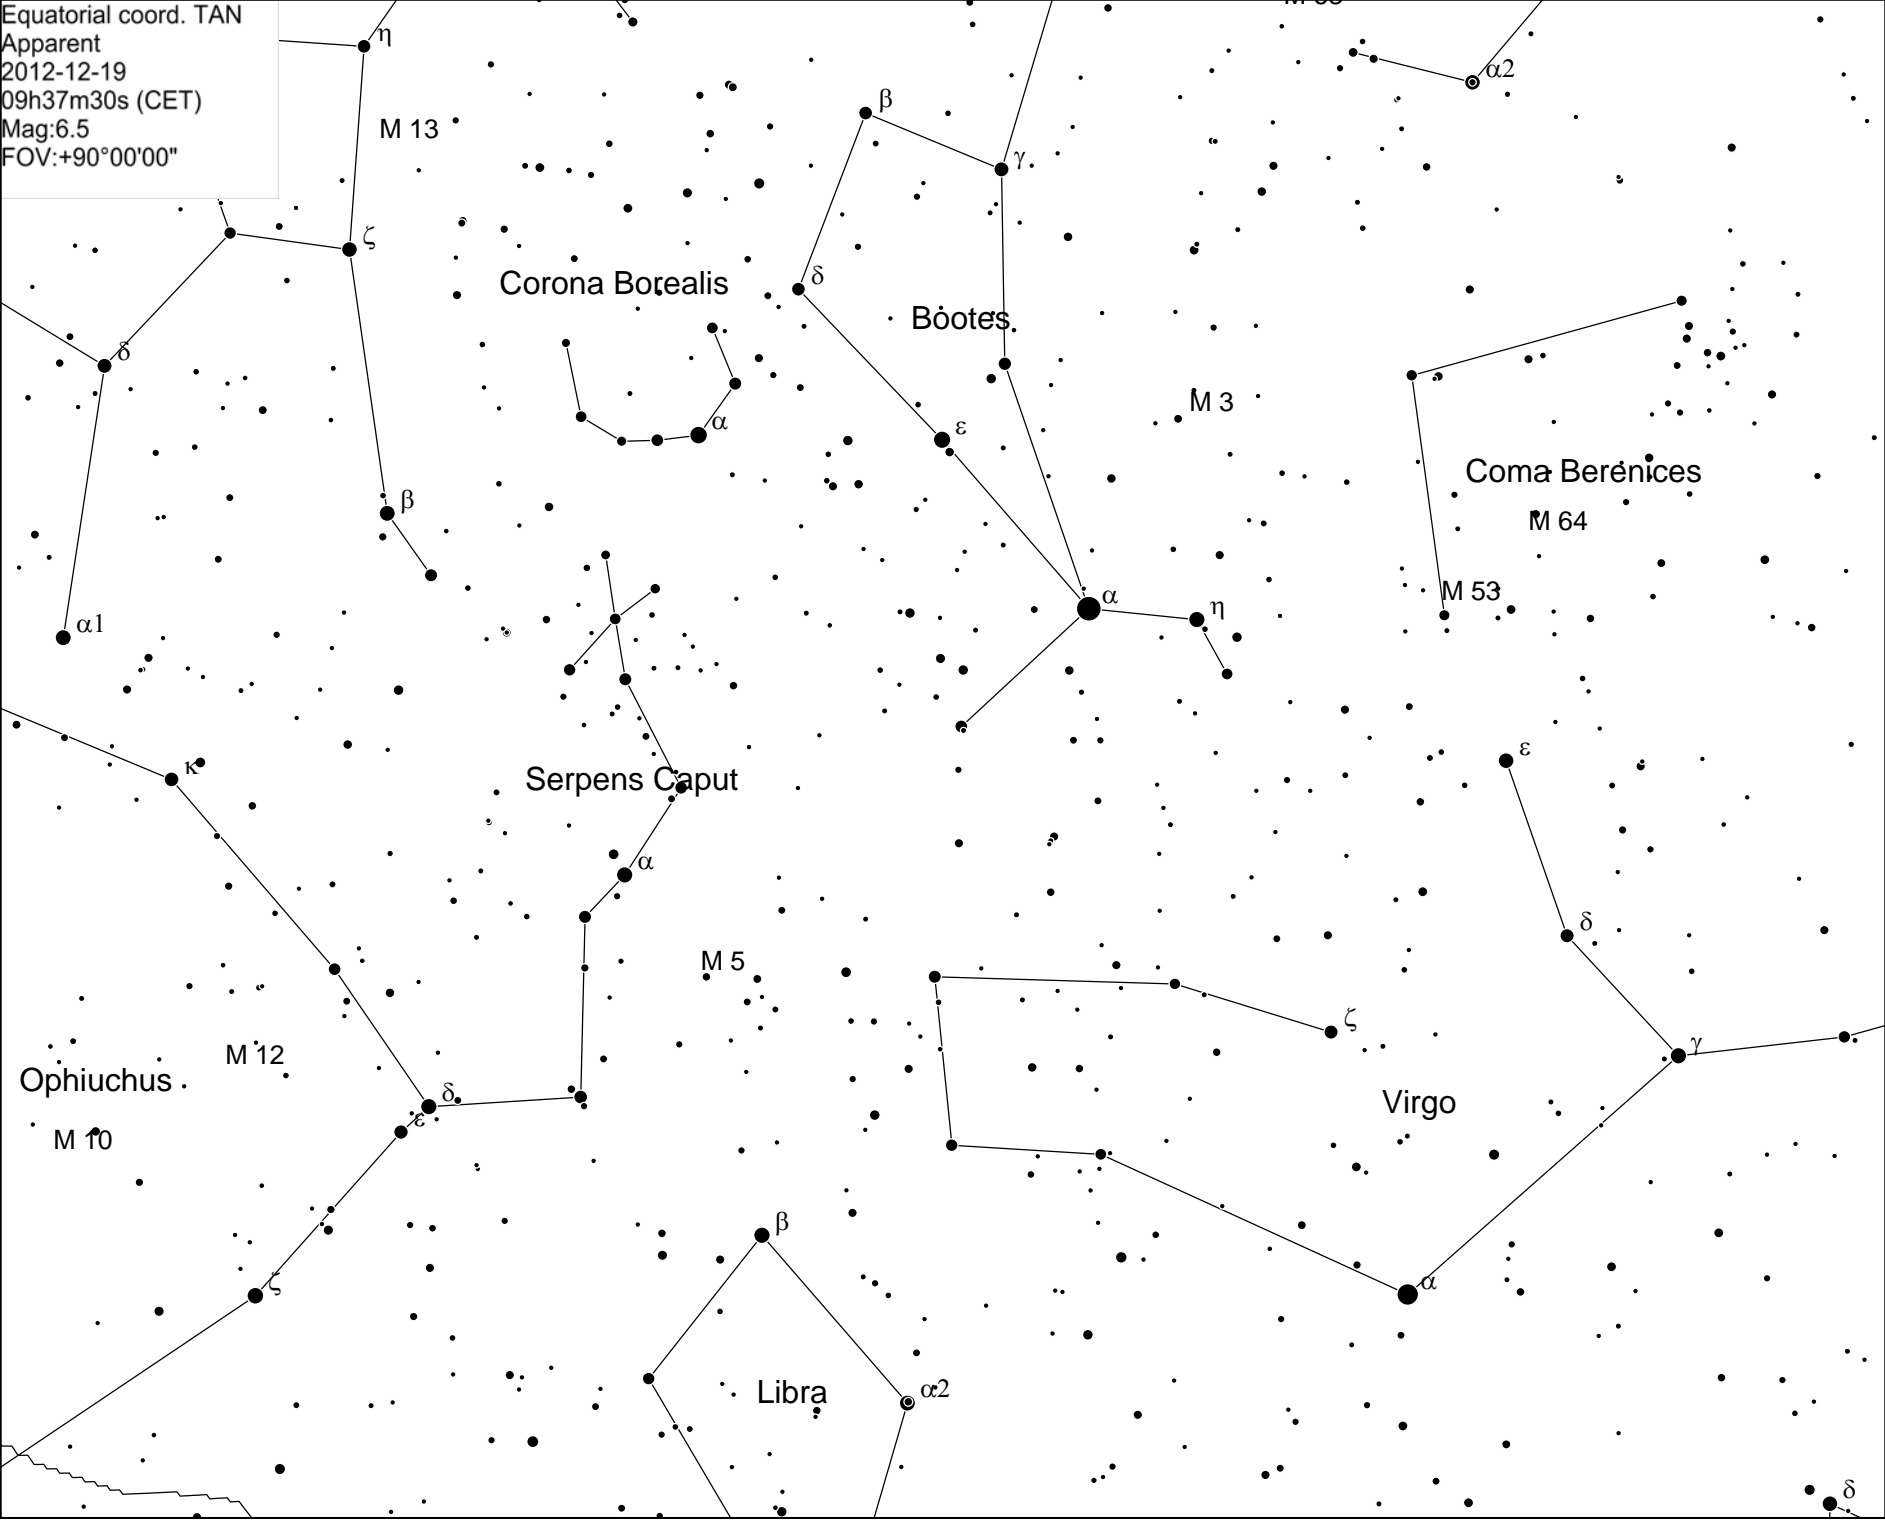 Equatorial coord. TAN
Apparent
2012-12-19
09h37m30s (CET)
Mag:6.5
FOV:+90°00'00"
η
α2
β
M 13
γ
ζ
δ
Corona Borealis
Bootes
δ
M 3
α
ε
Coma Berenices
β
M 64
M 53
α
η
α1
ε
κ
Serpens Caput
α
δ
M 5
ζ
γ
M 12
Ophiuchus
δ
Virgo
ε
M 10
β
ζ
α
Libra
α2
δ